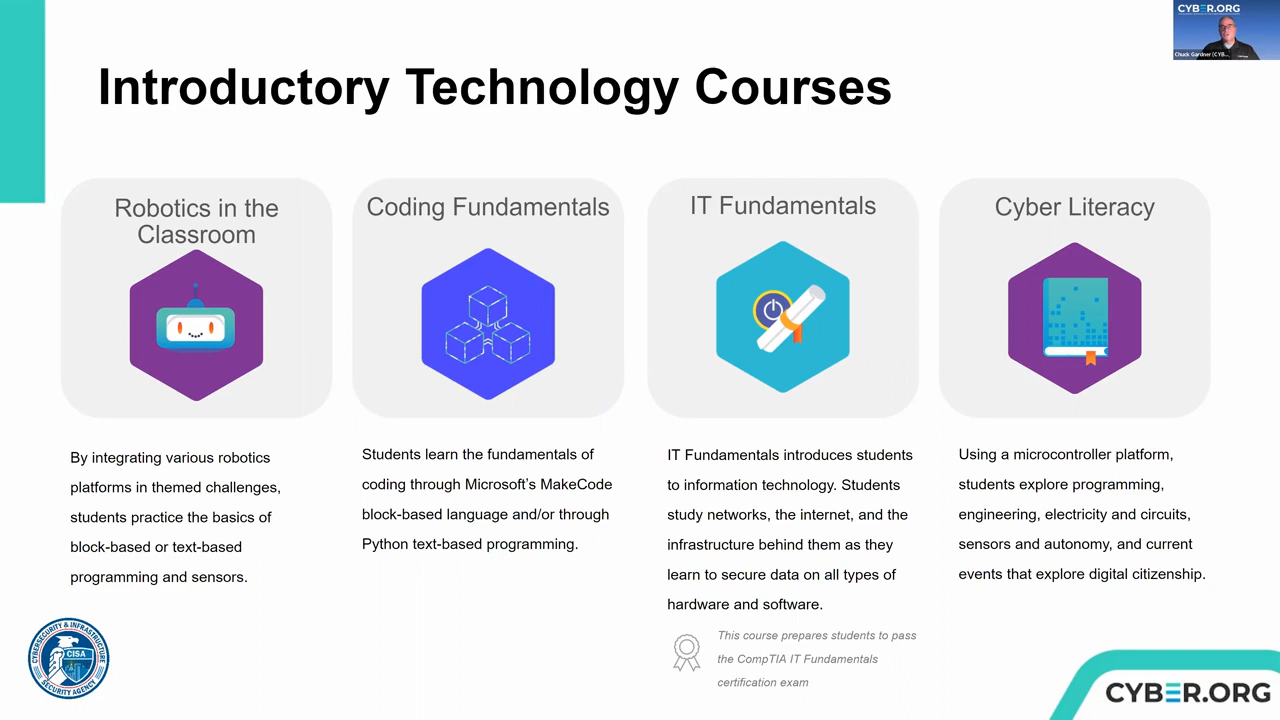 CYBER.ORG
Chuck Gardner (CYB...
Introductory Technology Courses
Robotics in the
Classroom
Coding Fundamentals
IT Fundamentals
Cyber Literacy
By integrating various robotics
platforms in themed challenges,
students practice the basics of
block-based or text-based
programming and sensors.
Students learn the fundamentals of
coding through Microsoft's MakeCode
block-based language and/or through
Python text-based programming.
IT Fundamentals introduces students
to information technology. Students
study networks, the internet, and the
infrastructure behind them as they
learn to secure data on all types of
hardware and software.
This course prepares students to pass
the CompTIA IT Fundamentals
certification exam
Using a microcontroller platform,
students explore programming,
engineering, electricity and circuits,
sensors and autonomy, and current
events that explore digital citizenship.
CYBERSECURITY & INFRASTRUCTURE
CISA
SECURITY AGENCY
CYBER.ORG